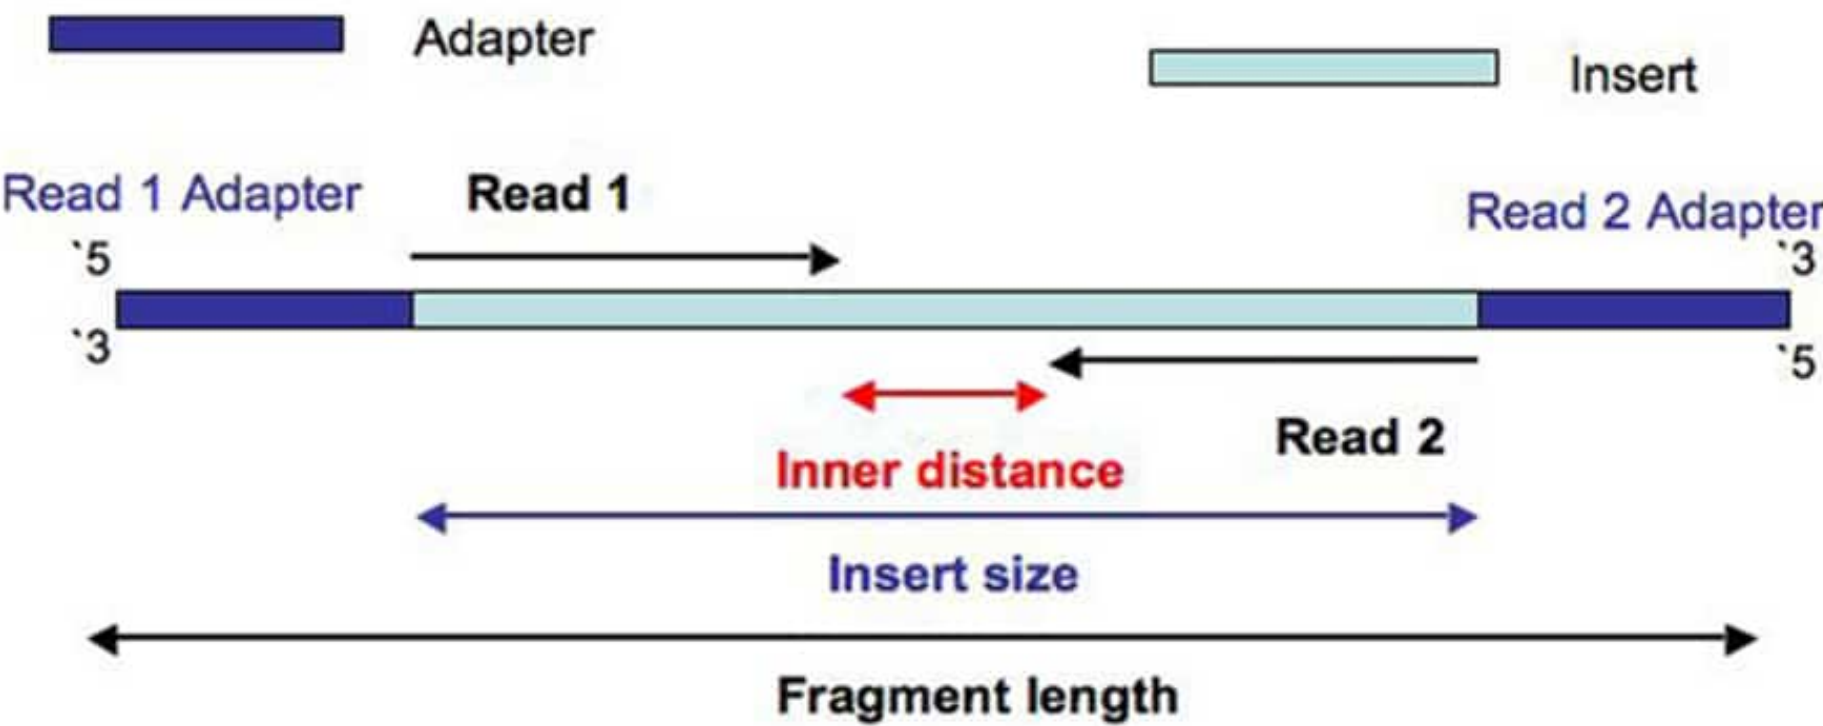 Adapter
Insert
Read 1 Adapter
Read 1
Read 2 Adapter
`5
`3
`3
`5
Read 2
Inner distance
Insert size
Fragment length